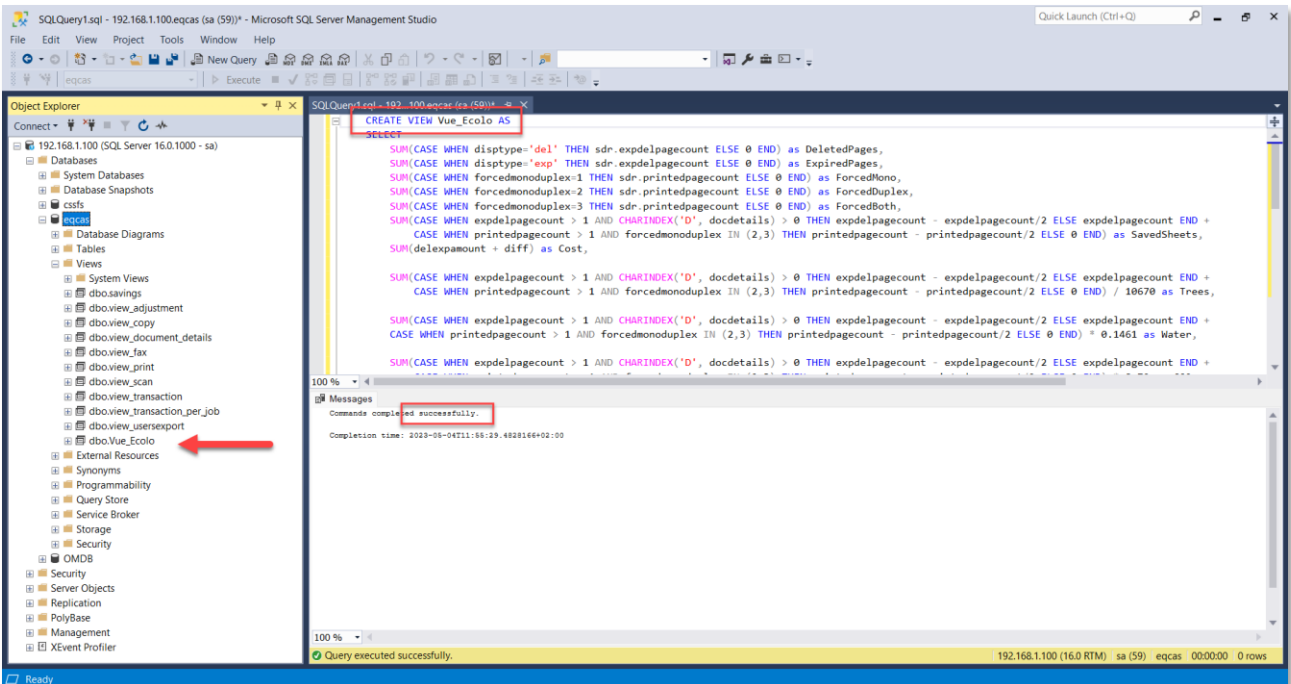 SQLQuery1.sql - 192.168.1.100.eqcas (sa (59))* - Microsoft SQL Server Management Studio
Quick Launch (Ctrl+Q)
File Edit View Project Tools Window Help
New Query
eqcas
Execute
Object Explorer
Connect
192.168.1.100 (SQL Server 16.0.1000 - sa)
Databases
System Databases
Database Snapshots
cssfs
eqcas
Database Diagrams
Tables
Views
System Views
dbo.savings
dbo.view_adjustment
dbo.view_copy
dbo.view_document_details
dbo.view_fax
dbo.view_print
dbo.view_scan
dbo.view_transaction
dbo.view_transaction_per_job
dbo.view_usersexport
dbo.Vue_Ecolo
External Resources
Synonyms
Programmability
Query Store
Service Broker
Storage
Security
OMDB
Security
Server Objects
Replication
PolyBase
Management
XEvent Profiler
SQLQuery1.sql - 192...100.eqcas (sa (59))*
CREATE VIEW Vue_Ecolo AS
SELECT
SUM(CASE WHEN disptype='del' THEN sdr.expdelpagecount ELSE 0 END) as DeletedPages,
SUM(CASE WHEN disptype='exp' THEN sdr.expdelpagecount ELSE 0 END) as ExpiredPages,
SUM(CASE WHEN forcedmonoduplex=1 THEN sdr.printedpagecount ELSE 0 END) as ForcedMono,
SUM(CASE WHEN forcedmonoduplex=2 THEN sdr.printedpagecount ELSE 0 END) as ForcedDuplex,
SUM(CASE WHEN forcedmonoduplex=3 THEN sdr.printedpagecount ELSE 0 END) as ForcedBoth,
SUM(CASE WHEN expdelpagecount > 1 AND CHARINDEX('D', docdetails) > 0 THEN expdelpagecount - expdelpagecount/2 ELSE expdelpagecount END +
CASE WHEN printedpagecount > 1 AND forcedmonoduplex IN (2,3) THEN printedpagecount - printedpagecount/2 ELSE 0 END) as SavedSheets,
SUM(delexpamount + diff) as Cost,
SUM(CASE WHEN expdelpagecount > 1 AND CHARINDEX('D', docdetails) > 0 THEN expdelpagecount - expdelpagecount/2 ELSE expdelpagecount END +
CASE WHEN printedpagecount > 1 AND forcedmonoduplex IN (2,3) THEN printedpagecount - printedpagecount/2 ELSE 0 END) / 10670 as Trees,
SUM(CASE WHEN expdelpagecount > 1 AND CHARINDEX('D', docdetails) > 0 THEN expdelpagecount - expdelpagecount/2 ELSE expdelpagecount END +
CASE WHEN printedpagecount > 1 AND forcedmonoduplex IN (2,3) THEN printedpagecount - printedpagecount/2 ELSE 0 END) * 0.1461 as Water,
SUM(CASE WHEN expdelpagecount > 1 AND CHARINDEX('D', docdetails) > 0 THEN expdelpagecount - expdelpagecount/2 ELSE expdelpagecount END +
100 %
Messages
Commands completed successfully.
Completion time: 2023-05-04T11:55:29.4828166+02:00
100 %
Query executed successfully.
192.168.1.100 (16.0 RTM) sa (59) eqcas 00:00:00 0 rows
Ready